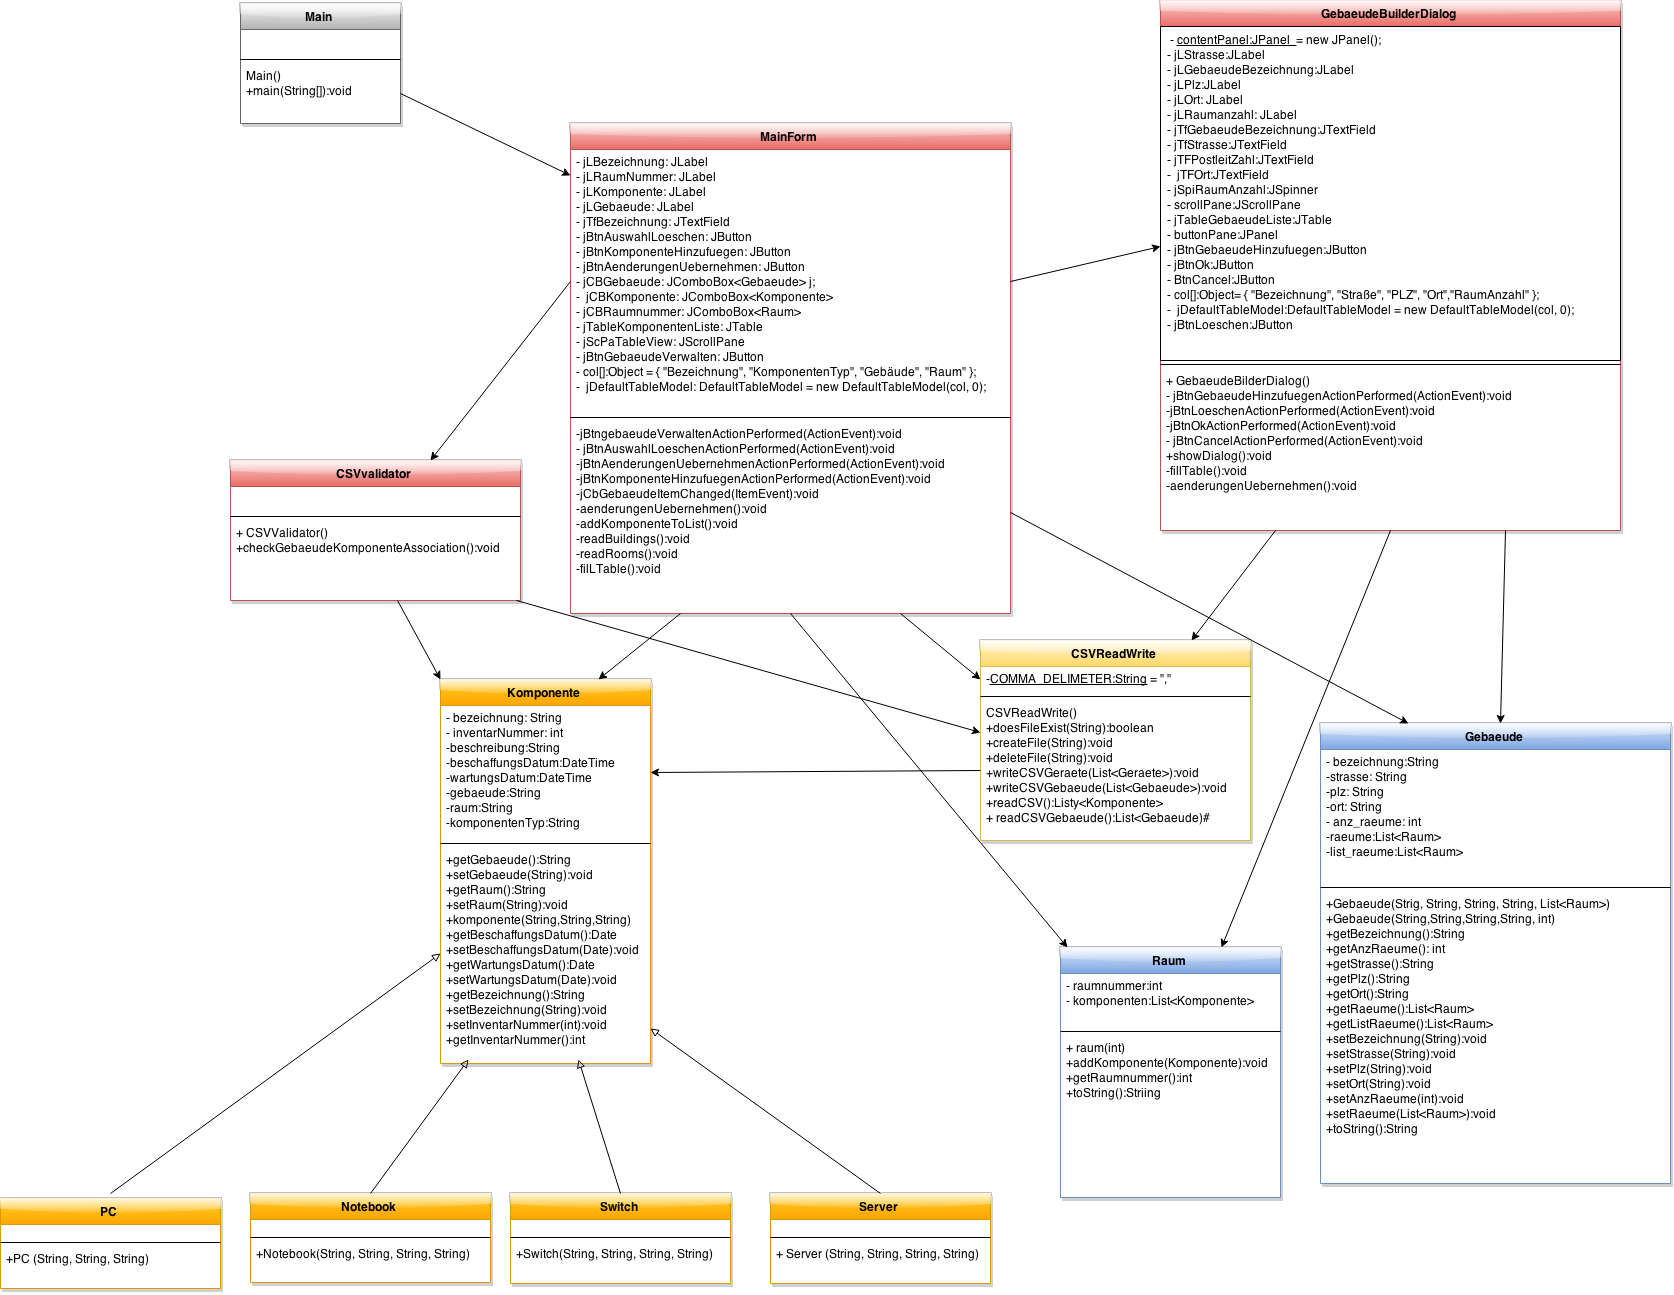 Main
Main()
+main(String[]):void
GebaeudeBuilderDialog
- contentPanel:JPanel = new JPanel();
- jLStrasse:JLabel
- jLGebaeudeBezeichnung:JLabel
- jLPlz:JLabel
- jLOrt: JLabel
- jLRaumanzahl: JLabel
- jTfGebaeudeBezeichnung:JTextField
- jTfStrasse:JTextField
- jTFPostleitZahl:JTextField
- jTFOrt:JTextField
- jSpiRaumAnzahl:JSpinner
- scrollPane:JScrollPane
- jTableGebaeudeListe:JTable
- buttonPane:JPanel
- jBtnGebaeudeHinzufuegen:JButton
- jBtnOk:JButton
- BtnCancel:JButton
- col[]:Object= { "Bezeichnung", "Straße", "PLZ", "Ort","RaumAnzahl" };
- jDefaultTableModel:DefaultTableModel = new DefaultTableModel(col, 0);
- jBtnLoeschen:JButton
+ GebaeudeBilderDialog()
- jBtnGebaeudeHinzufuegenActionPerformed(ActionEvent):void
-jBtnLoeschenActionPerformed(ActionEvent):void
-jBtnOkActionPerformed(ActionEvent):void
- jBtnCancelActionPerformed(ActionEvent):void
+showDialog():void
-fillTable():void
-aenderungenUebernehmen():void
MainForm
- jLBezeichnung: JLabel
- jLRaumNummer: JLabel
- jLKomponente: JLabel
- jLGebaeude: JLabel
- jTfBezeichnung: JTextField
- jBtnAuswahlLoeschen: JButton
- jBtnKomponenteHinzufuegen: JButton
- jBtnAenderungenUebernehmen: JButton
- jCBGebaeude: JComboBox<Gebaeude> j;
- jCBKomponente: JComboBox<Komponente>
- jCBRaumnummer: JComboBox<Raum>
- jTableKomponentenListe: JTable
- jScPaTableView: JScrollPane
- jBtnGebaeudeVerwalten: JButton
- col[]:Object = { "Bezeichnung", "KomponentenTyp", "Gebäude", "Raum" };
- jDefaultTableModel: DefaultTableModel = new DefaultTableModel(col, 0);
-jBtngebaeudeVerwaltenActionPerformed(ActionEvent):void
- jBtnAuswahlLoeschenActionPerformed(ActionEvent):void
-jBtnAenderungenUebernehmenActionPerformed(ActionEvent):void
-jBtnKomponenteHinzufuegenActionPerformed(ActionEvent):void
-jCbGebaeudeItemChanged(ItemEvent):void
-aenderungenUebernehmen():void
-addKomponenteToList():void
-readBuildings():void
-readRooms():void
-filLTable():void
CSVvalidator
+ CSVValidator()
+checkGebaeudeKomponenteAssociation():void
CSVReadWrite
-COMMA_DELIMETER:String = ","
CSVReadWrite()
+doesFileExist(String):boolean
+createFile(String):void
+deleteFile(String):void
+writeCSVGeraete(List<Geraete>):void
+writeCSVGebaeude(List<Gebaeude>):void
+readCSV():Listy<Komponente>
+ readCSVGebaeude():List<Gebaeude)#
Komponente
- bezeichnung: String
- inventarNummer: int
-beschreibung:String
-beschaffungsDatum:DateTime
-wartungsDatum:DateTime
-gebaeude:String
-raum:String
-komponentenTyp:String
+getGebaeude():String
+setGebaeude(String):void
+getRaum():String
+setRaum(String):void
+komponente(String,String,String)
+getBeschaffungsDatum():Date
+setBeschaffungsDatum(Date):void
+getWartungsDatum():Date
+setWartungsDatum(Date):void
+getBezeichnung():String
+setBezeichnung(String):void
+setInventarNummer(int):void
+getInventarNummer():int
Gebaeude
- bezeichnung:String
-strasse: String
-plz: String
-ort: String
- anz_raeume: int
-raeume:List<Raum>
-list_raeume:List<Raum>
+Gebaeude(Strig, String, String, String, List<Raum>)
+Gebaeude(String,String,String,String, int)
+getBezeichnung():String
+getAnzRaeume(): int
+getStrasse():String
+getPlz():String
+getOrt():String
+getRaeume():List<Raum>
+getListRaeume():List<Raum>
+setBezeichnung(String):void
+setStrasse(String):void
+setPlz(String):void
+setOrt(String):void
+setAnzRaeume(int):void
+setRaeume(List<Raum>):void
+toString():String
Raum
- raumnummer:int
- komponenten:List<Komponente>
+ raum(int)
+addKomponente(Komponente):void
+getRaumnummer():int
+toString():Striing
PC
+PC (String, String, String)
Notebook
+Notebook(String, String, String, String)
Switch
+Switch(String, String, String, String)
Server
+ Server (String, String, String, String)